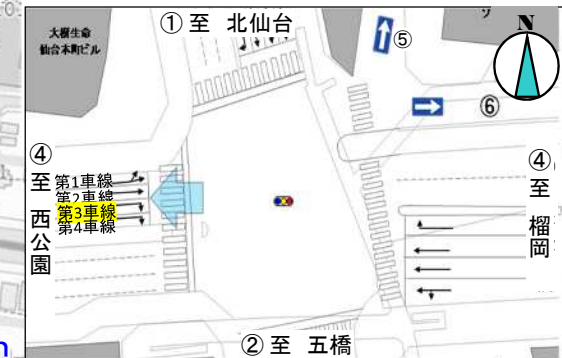 大樹生命
仙台本町ビル
① 至 北仙台
⑤
N
⑥
④
至
西公園
第1車線
第2車線
第3車線
第4車線
④
至
榴岡
② 至 五橋